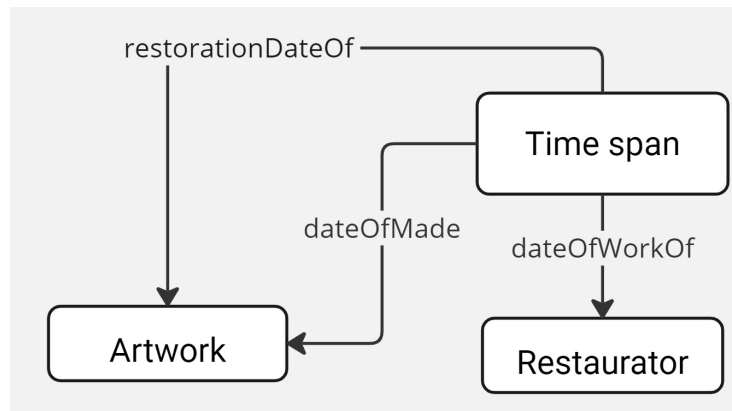 restorationDateOf
Time span
dateOfMade
dateOfWorkOf
Artwork
Restaurator